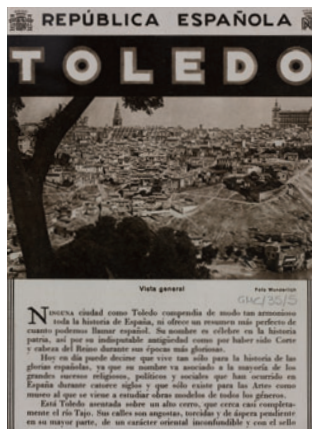 REPÚBLICA ESPAÑOLA
TOLEDO
Vista general
Foto Wunderlich
GMC/35/5
NINGUNA ciudad como Toledo compendia de modo tan armonioso
toda la historia de España, ni ofrece un resumen más perfecto de
cuanto podemos llamar español. Su nombre es célebre en la historia
patria, así por su indisputable antigüedad como por haber sido Corte
y cabeza del Reino durante sus épocas más gloriosas.
Hoy en día puede decirse que vive tan sólo para la historia de las
glorias españolas, ya que su nombre va asociado a la mayoría de los
grandes sucesos religiosos, políticos y sociales que han ocurrido en
España durante catorce siglos y que sólo existe para las Artes como
museo al que se viene a estudiar obras modelos de todos los géneros.
Está Toledo asentada sobre un alto cerro, que cerca casi completa-
mente el río Tajo. Sus calles son angostas, torcidas y de áspera pendiente
en su mayor parte, de un carácter oriental inconfundible y con el sello